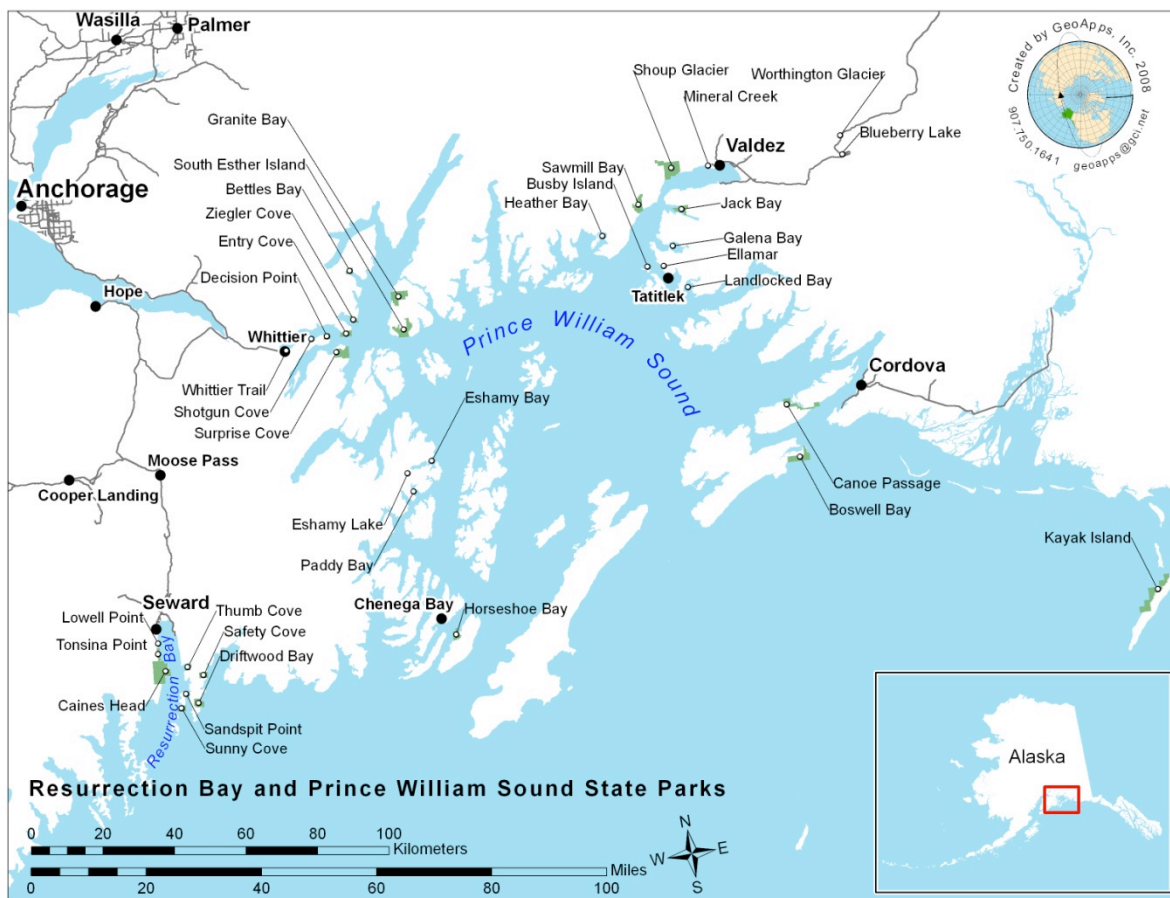 Wasilla
Palmer
Created by GeoApps, Inc. 2008
907.750.1641
geoapps@gci.net
Shoup Glacier
Worthington Glacier
Mineral Creek
Granite Bay
Blueberry Lake
Valdez
South Esther Island
Sawmill Bay
Anchorage
Bettles Bay
Busby Island
Ziegler Cove
Heather Bay
Jack Bay
Entry Cove
Galena Bay
Ellamar
Decision Point
Landlocked Bay
Hope
Tatitlek
Whittier
Prince William Sound
Cordova
Whittier Trail
Eshamy Bay
Shotgun Cove
Surprise Cove
Moose Pass
Canoe Passage
Cooper Landing
Boswell Bay
Eshamy Lake
Kayak Island
Paddy Bay
Seward
Chenega Bay
Horseshoe Bay
Lowell Point
Thumb Cove
Tonsina Point
Safety Cove
Driftwood Bay
Resurrection Bay
Caines Head
Sandspit Point
Sunny Cove
Alaska
Resurrection Bay and Prince William Sound State Parks
0 20 40 60 80 100
Kilometers
N
W E
S
Miles
0 20 40 60 100